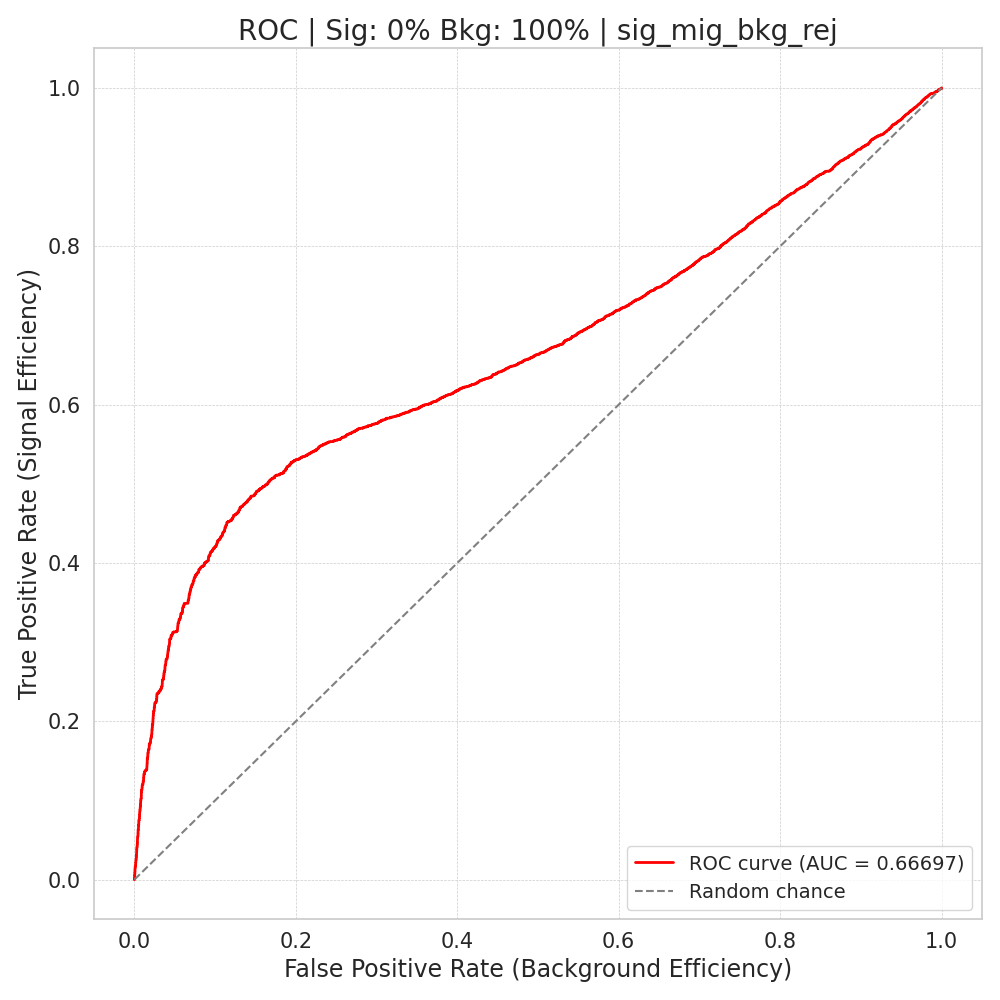 ROC | Sig: 0% Bkg: 100% | sig_mig_bkg_rej
True Positive Rate (Signal Efficiency)
1.0
0.8
0.6
0.4
0.2
0.0
0.0 0.2 0.4 0.6 0.8 1.0
False Positive Rate (Background Efficiency)
ROC curve (AUC = 0.66697)
Random chance